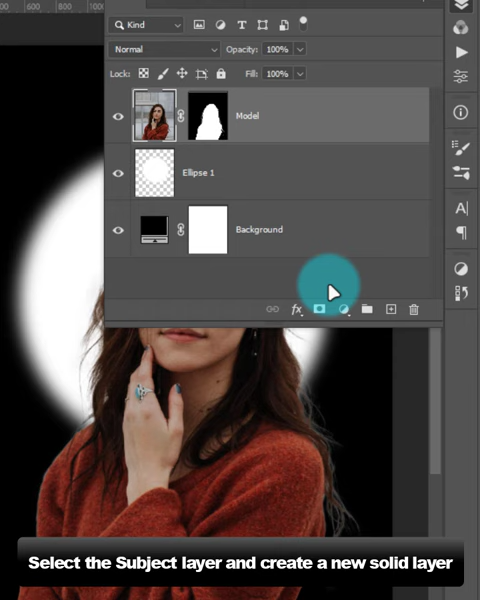 600
800
1000
Kind
Normal
Opacity: 100%
Lock:
Fill: 100%
Model
Ellipse 1
Background
fx
A
Select the Subject layer and create a new solid layer